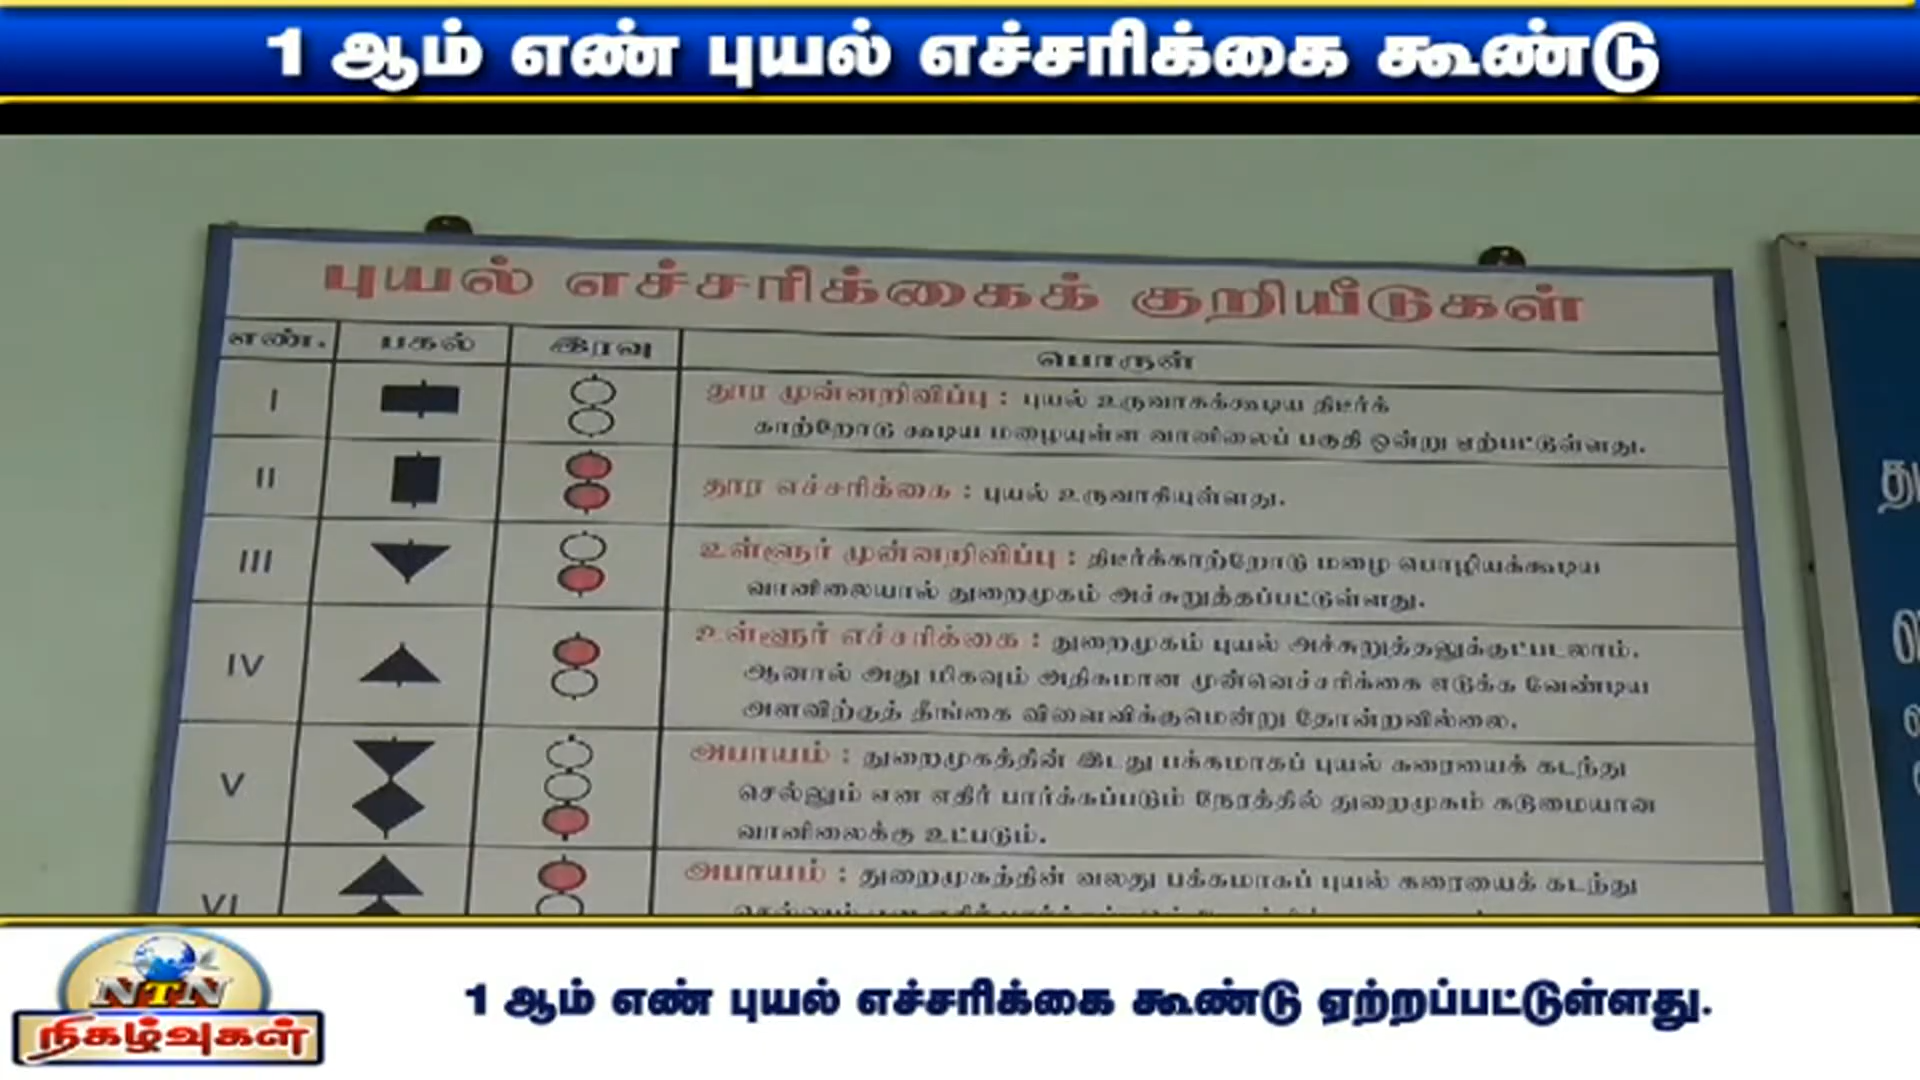 1 ஆம் எண் புயல் எச்சரிக்கை கூண்டு
புயல் எச்சரிக்கைக் குறியீடுகள்
எண். பகல் இரவு பொருள்
I தூர முன்னறிவிப்பு : புயல் உருவாகக்கூடிய திடீர்க்
காற்றோடு கூடிய மழையுள்ள வானிலைப் பகுதி ஒன்று ஏற்பட்டுள்ளது.
II தூர எச்சரிக்கை : புயல் உருவாகியுள்ளது.
III உள்ளூர் முன்னறிவிப்பு : திடீர்க்காற்றோடு மழை பொழியக்கூடிய
வானிலையால் துறைமுகம் அச்சுறுத்தப்பட்டுள்ளது.
IV உள்ளூர் எச்சரிக்கை : துறைமுகம் புயல் அச்சுறுத்தலுக்குட்படலாம்.
ஆனால் அது மிகவும் அதிகமான முன்னெச்சரிக்கை எடுக்க வேண்டிய
அளவிற்குத் தீங்கை விளைவிக்குமென்று தோன்றவில்லை.
V அபாயம் : துறைமுகத்தின் இடது பக்கமாகப் புயல் கரையைக் கடந்து
செல்லும் என எதிர் பார்க்கப்படும் நேரத்தில் துறைமுகம் கடுமையான
வானிலைக்கு உட்படும்.
VI அபாயம் : துறைமுகத்தின் வலது பக்கமாகப் புயல் கரையைக் கடந்து
NTN
நிகழ்வுகள்
1 ஆம் எண் புயல் எச்சரிக்கை கூண்டு ஏற்றப்பட்டுள்ளது.